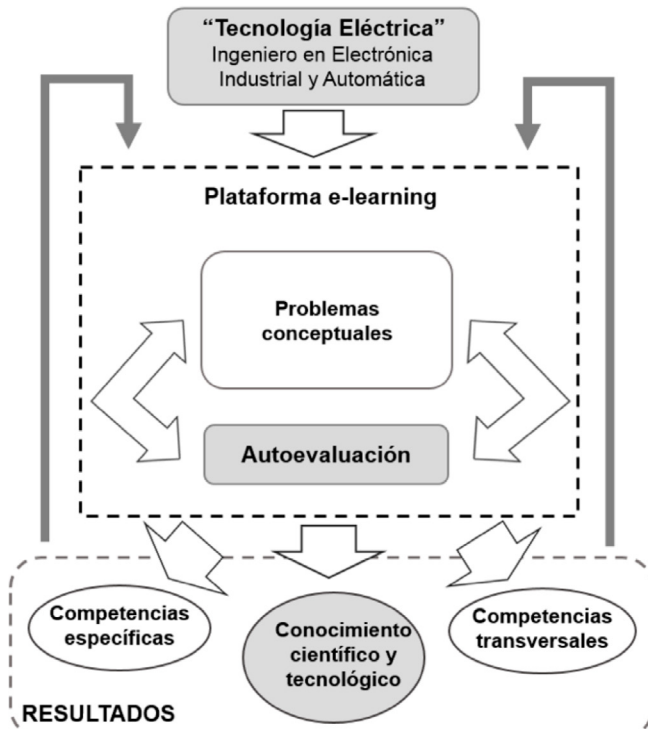 “Tecnología Eléctrica”
Ingeniero en Electrónica
Industrial y Automática
Plataforma e-learning
Problemas
conceptuales
Autoevaluación
Competencias
específicas
Conocimiento
científico y
tecnológico
Competencias
transversales
RESULTADOS